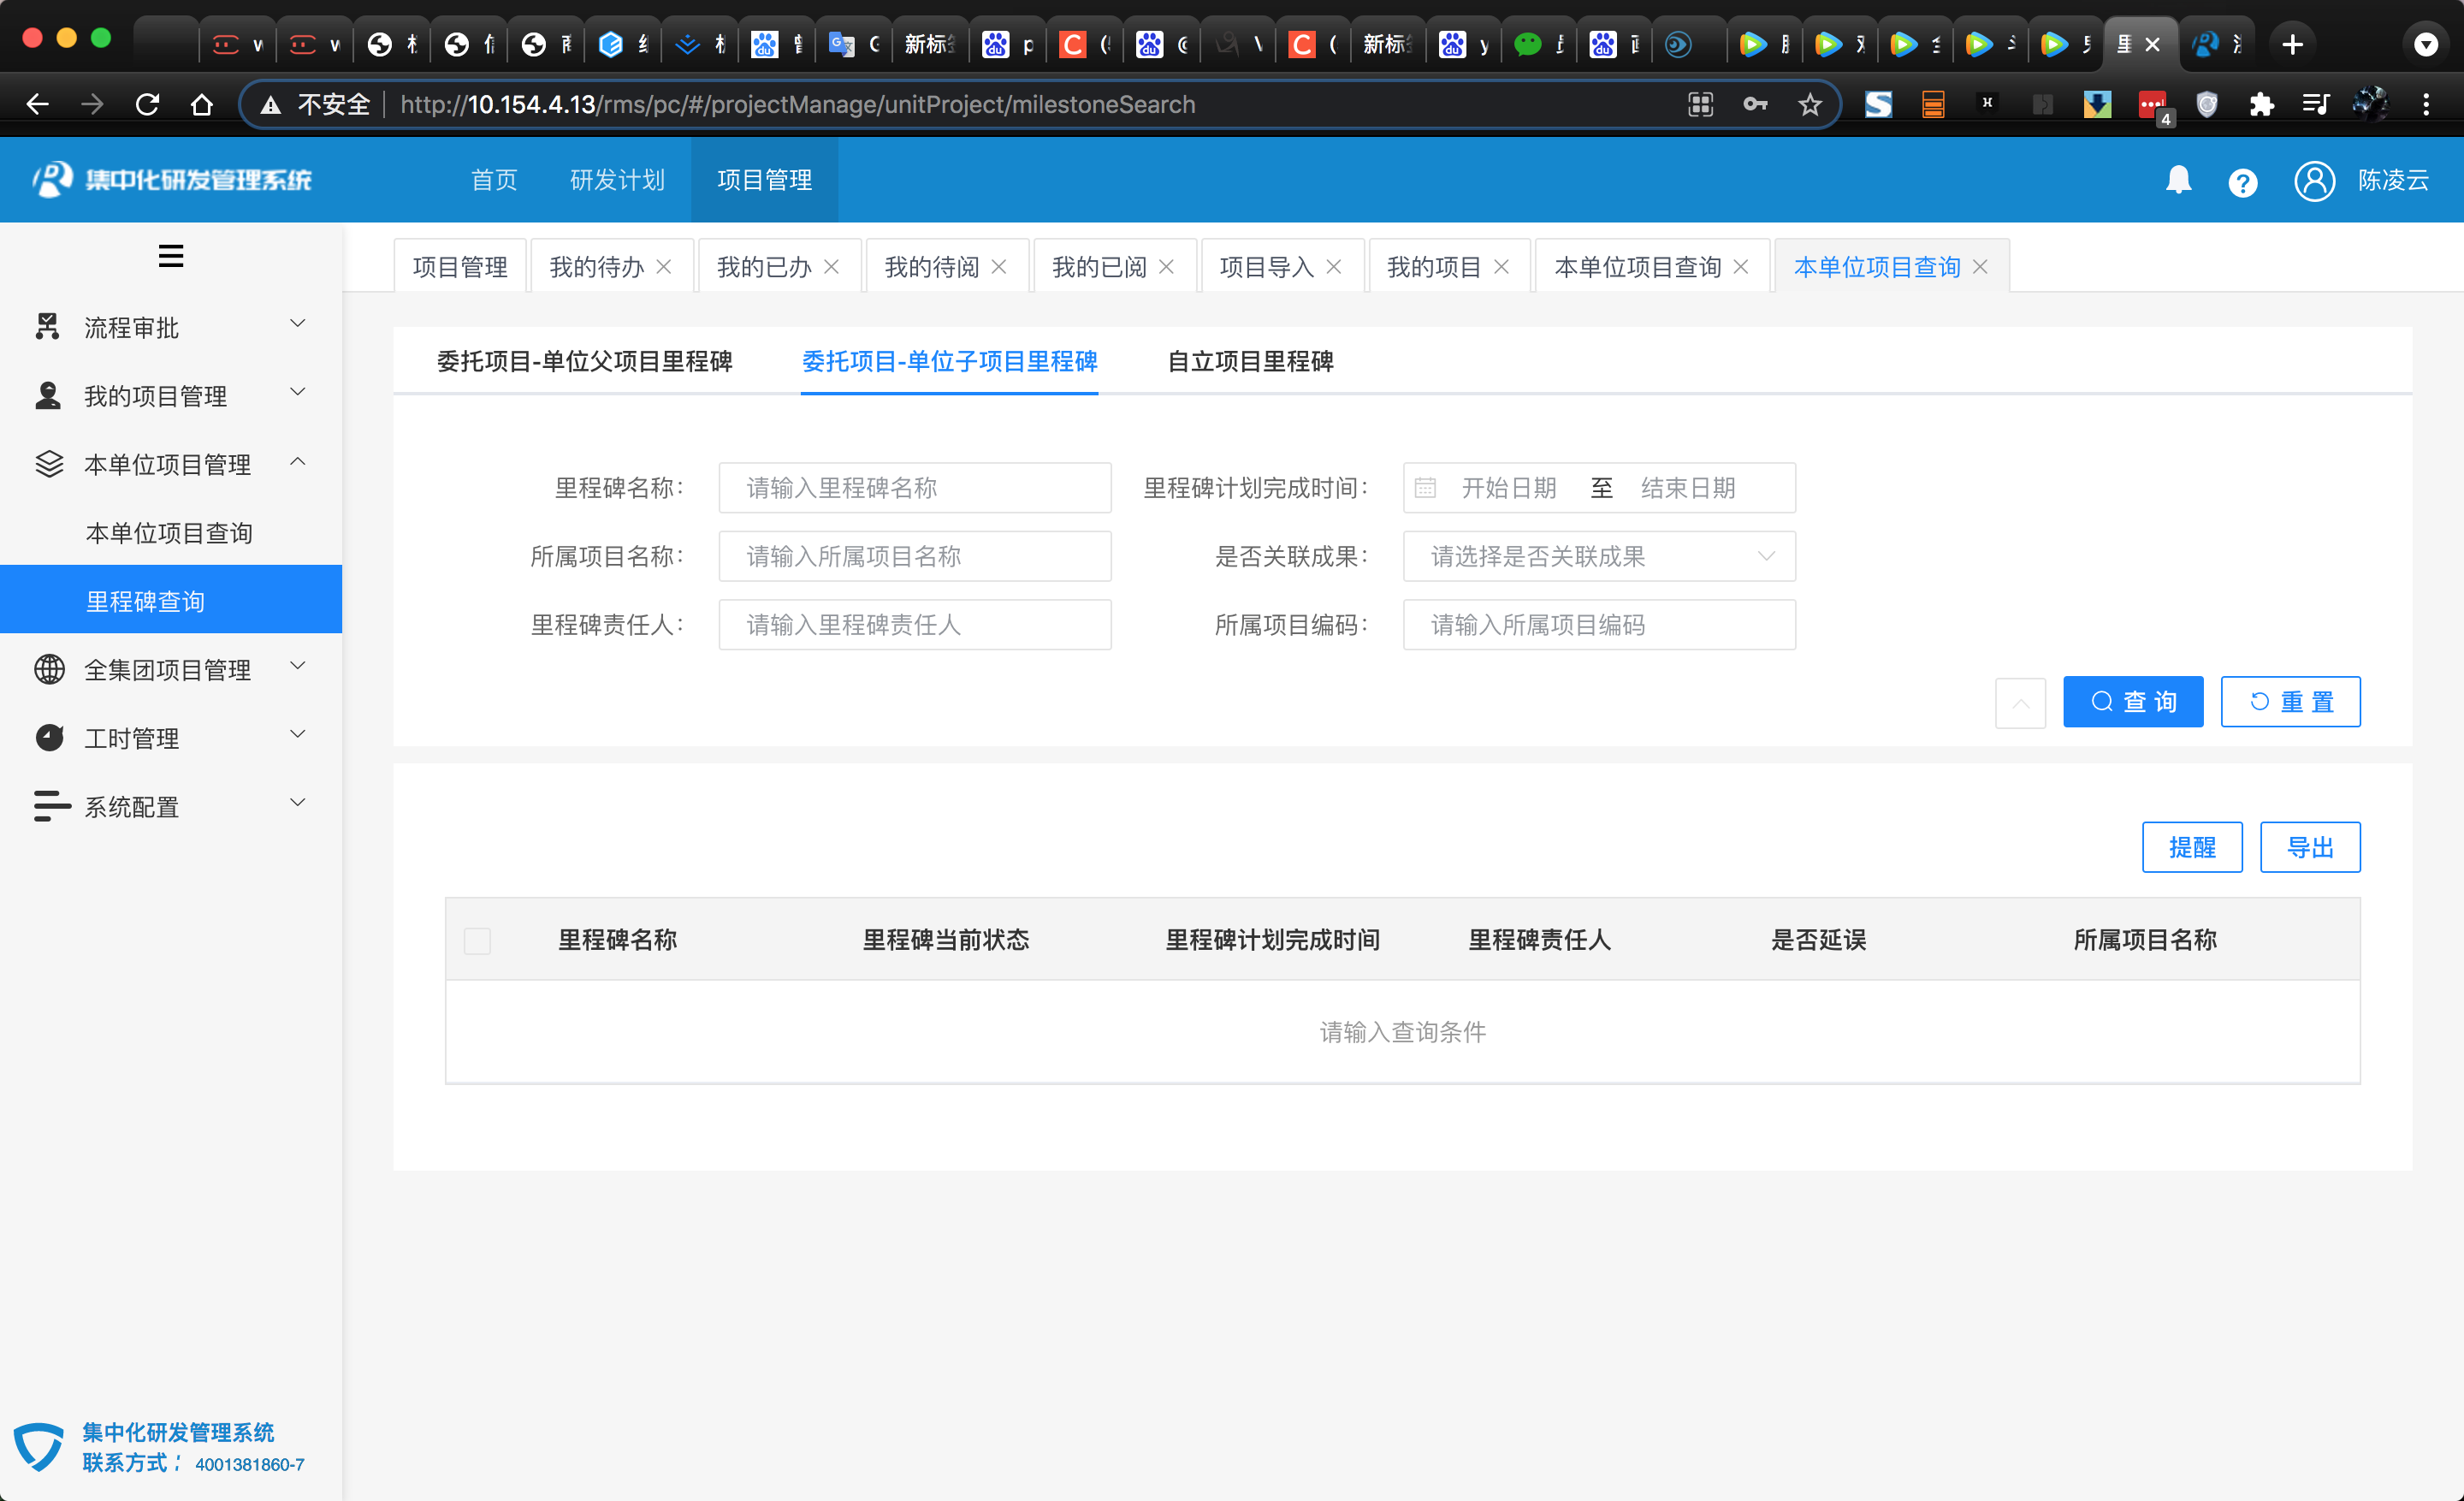 新标
新标
不安全 http://10.154.4.13/rms/pc/#/projectManage/unitProject/milestoneSearch
4
集中化研发管理系统
首页 研发计划 项目管理
陈凌云
项目管理 我的待办 我的已办 我的待阅 我的已阅 项目导入 我的项目 本单位项目查询 本单位项目查询
流程审批
我的项目管理
本单位项目管理
本单位项目查询
里程碑查询
全集团项目管理
工时管理
系统配置
委托项目-单位父项目里程碑 委托项目-单位子项目里程碑 自立项目里程碑
里程碑名称: 请输入里程碑名称 里程碑计划完成时间: 开始日期 至 结束日期
所属项目名称: 请输入所属项目名称 是否关联成果: 请选择是否关联成果
里程碑责任人: 请输入里程碑责任人 所属项目编码: 请输入所属项目编码
查询 重置
提醒 导出
里程碑名称 里程碑当前状态 里程碑计划完成时间 里程碑责任人 是否延误 所属项目名称
请输入查询条件
集中化研发管理系统
联系方式: 4001381860-7